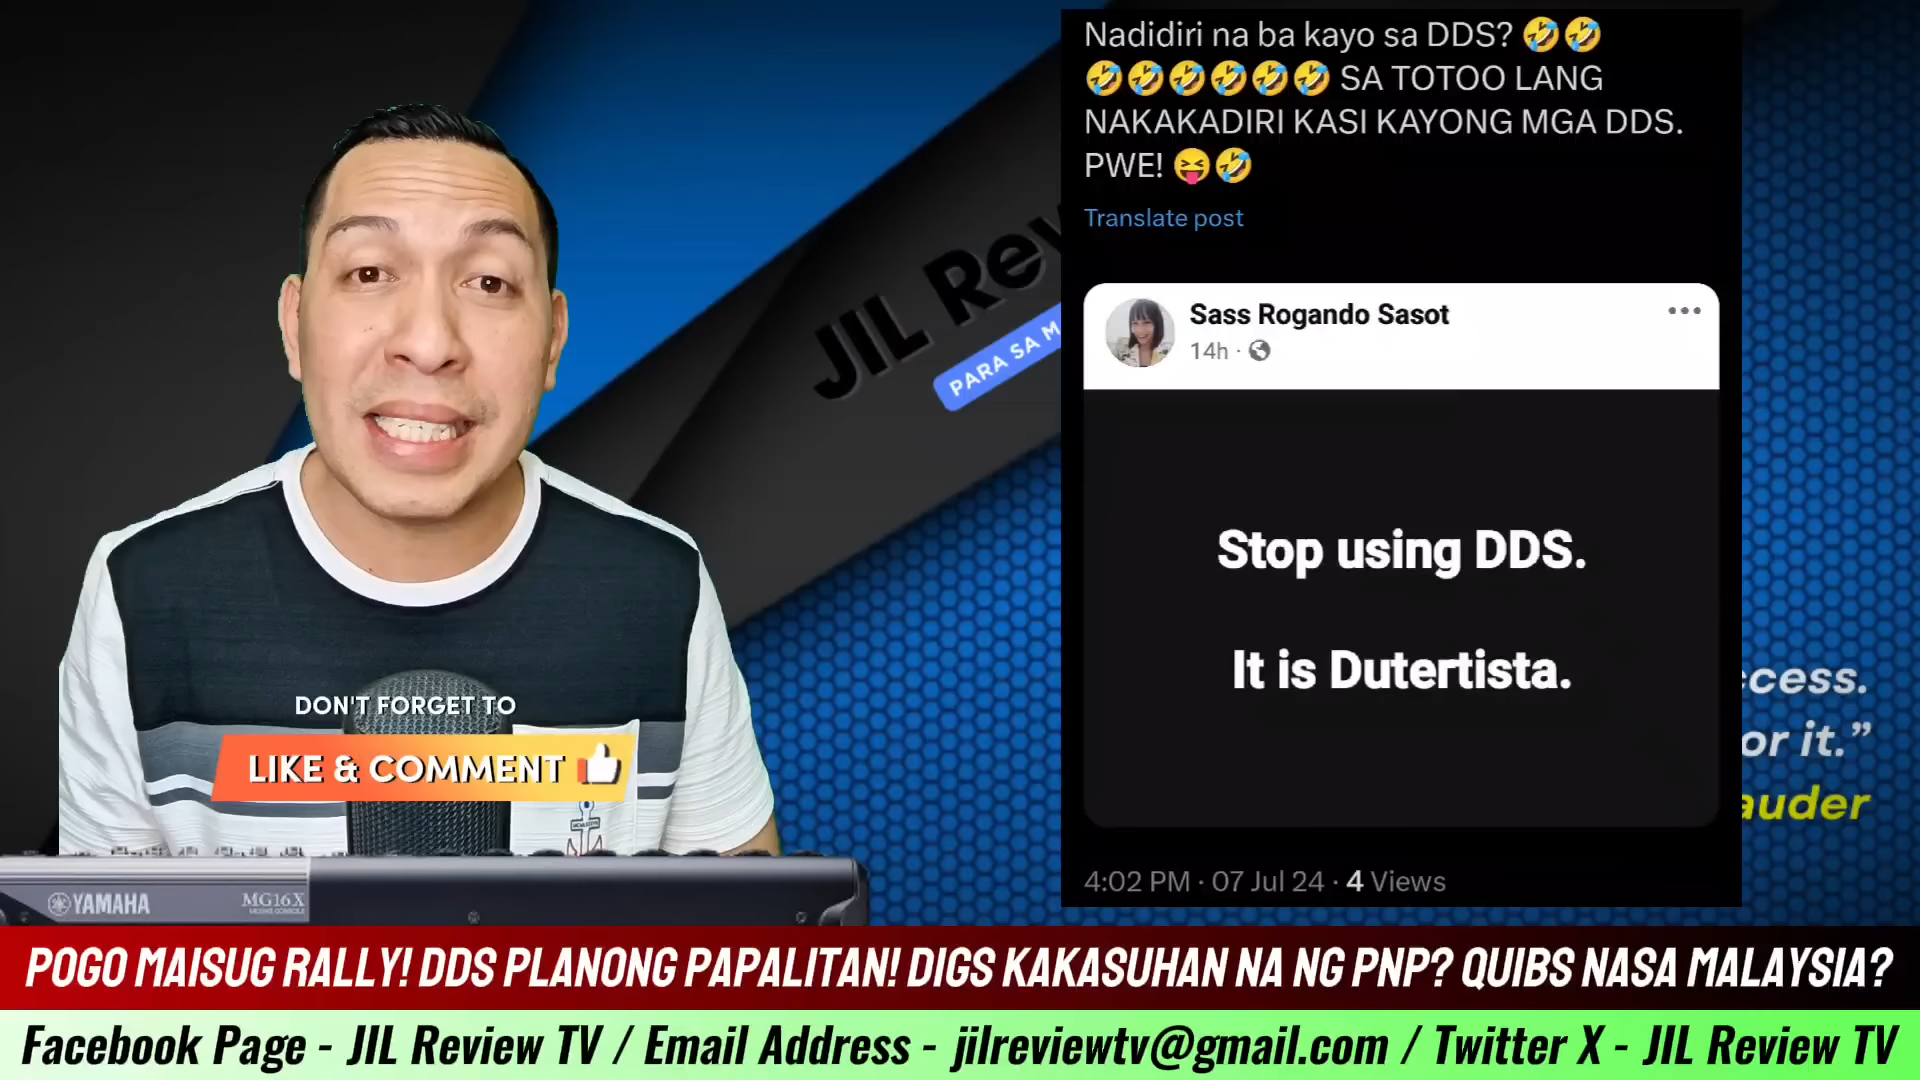 Nadidiri na ba kayo sa DDS? 🤣🤣
🤣🤣🤣🤣🤣🤣 SA TOTOO LANG
NAKAKADIRI KASI KAYONG MGA DDS.
PWE! 😝🤣
Translate post
Sass Rogando Sasot
14h
Stop using DDS.
It is Dutertista.
4:02 PM · 07 Jul 24 · 4 Views
JIL Rev
PARA SA M
ccess.
or it.”
auder
DON'T FORGET TO
LIKE & COMMENT
YAMAHA
MG16X
MIXING CONSOLE
POGO MAISUG RALLY! DDS PLANONG PAPALITAN! DIGS KAKASUHAN NA NG PNP? QUIBS NASA MALAYSIA?
Facebook Page - JIL Review TV / Email Address - jilreviewtv@gmail.com / Twitter X - JIL Review TV